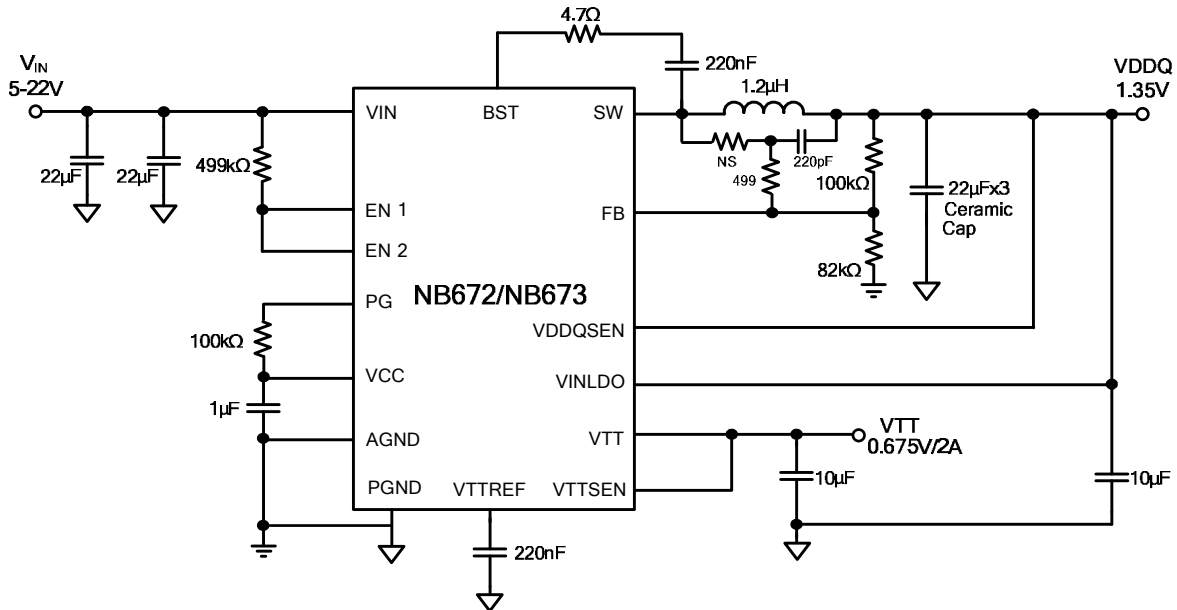 4.7Ω
220nF
VIN
5-22V
VDDQ
1.35V
1.2µH
VIN
BST
SW
22µF
22µF
499kΩ
NS
220pF
499
100kΩ
22µFx3
Ceramic
Cap
EN 1
FB
EN 2
82kΩ
PG
NB672/NB673
100kΩ
VDDQSEN
VCC
VINLDO
1µF
AGND
VTT
VTT
0.675V/2A
PGND
VTTREF
VTTSEN
10µF
10µF
220nF